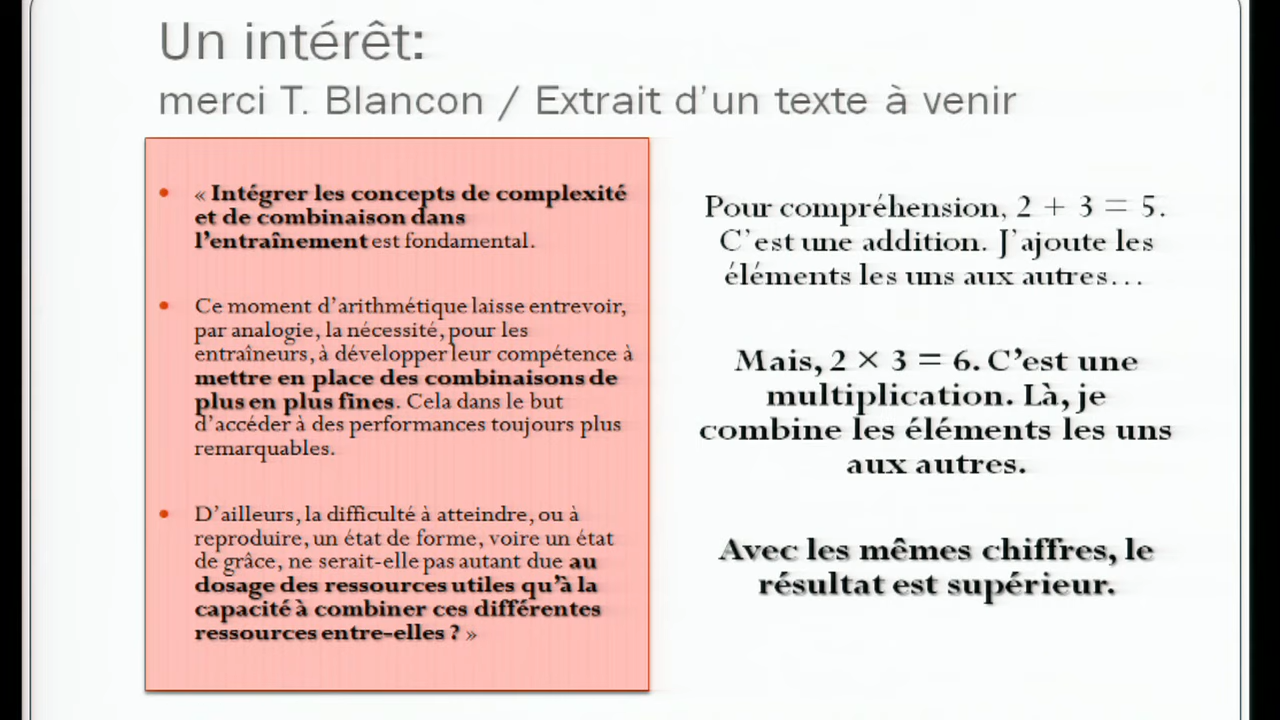 Un intérêt:
merci T. Blancon / Extrait d'un texte à venir
• « Intégrer les concepts de complexité
et de combinaison dans
l'entraînement est fondamental.
• Ce moment d'arithmétique laisse entrevoir,
par analogie, la nécessité, pour les
entraîneurs, à développer leur compétence à
mettre en place des combinaisons de
plus en plus fines. Cela dans le but
d'accéder à des performances toujours plus
remarquables.
• D'ailleurs, la difficulté à atteindre, ou à
reproduire, un état de forme, voire un état
de grâce, ne serait-elle pas autant due au
dosage des ressources utiles qu'à la
capacité à combiner ces différentes
ressources entre-elles ? »
Pour compréhension, 2 + 3 = 5.
C'est une addition. J'ajoute les
éléments les uns aux autres…
Mais, 2 × 3 = 6. C'est une
multiplication. Là, je
combine les éléments les uns
aux autres.
Avec les mêmes chiffres, le
résultat est supérieur.